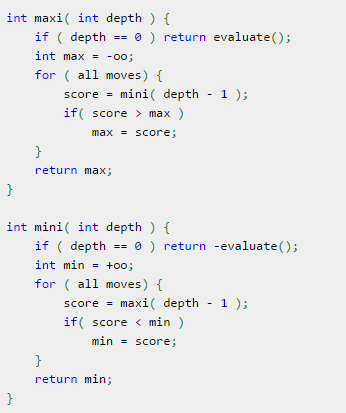 int maxi( int depth ) {
    if ( depth == 0 ) return evaluate();
    int max = -oo;
    for ( all moves) {
        score = mini( depth - 1 );
        if( score > max )
            max = score;
    }
    return max;
}

int mini( int depth ) {
    if ( depth == 0 ) return -evaluate();
    int min = +oo;
    for ( all moves) {
        score = maxi( depth - 1 );
        if( score < min )
            min = score;
    }
    return min;
}